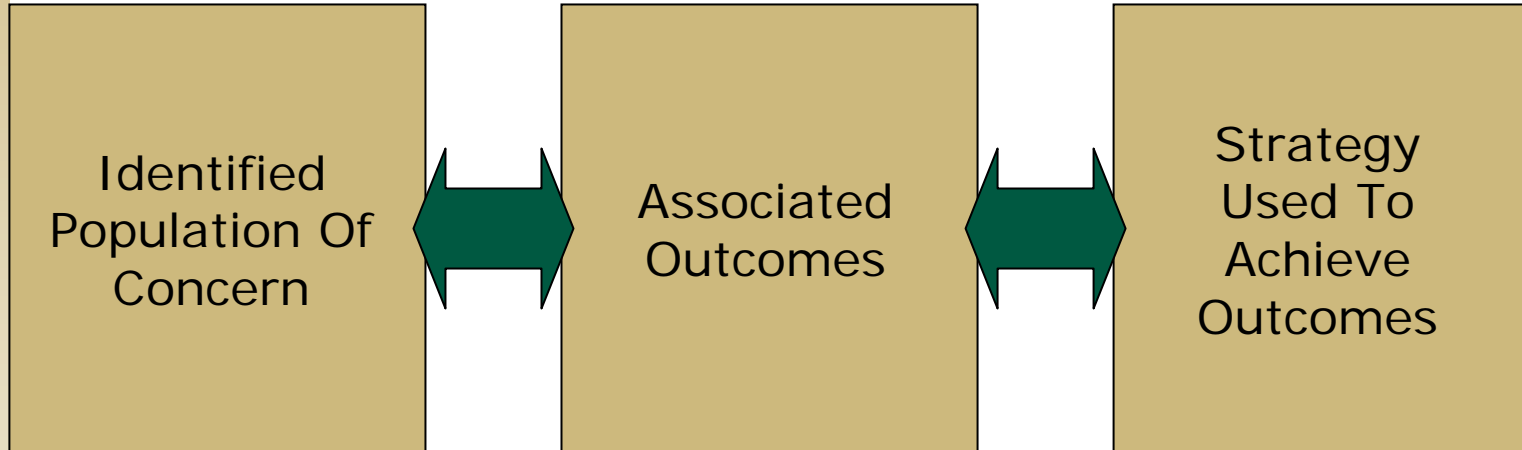 Identified
Population Of
Concern
Associated
Outcomes
Strategy
Used To
Achieve
Outcomes